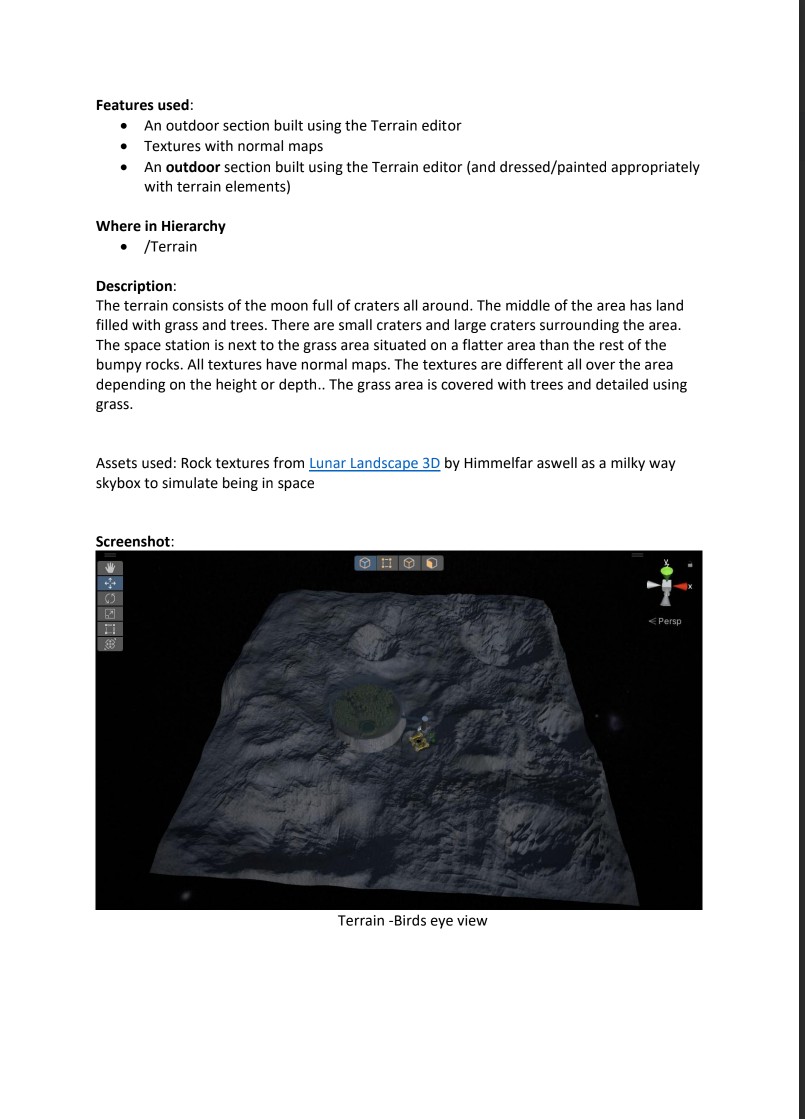 Features used:
• An outdoor section built using the Terrain editor
• Textures with normal maps
• An outdoor section built using the Terrain editor (and dressed/painted appropriately
with terrain elements)
Where in Hierarchy
• /Terrain
Description:
The terrain consists of the moon full of craters all around. The middle of the area has land
filled with grass and trees. There are small craters and large craters surrounding the area.
The space station is next to the grass area situated on a flatter area than the rest of the
bumpy rocks. All textures have normal maps. The textures are different all over the area
depending on the height or depth.. The grass area is covered with trees and detailed using
grass.
Assets used: Rock textures from Lunar Landscape 3D by Himmelfar aswell as a milky way
skybox to simulate being in space
Screenshot:
y
x
< Persp
Terrain -Birds eye view